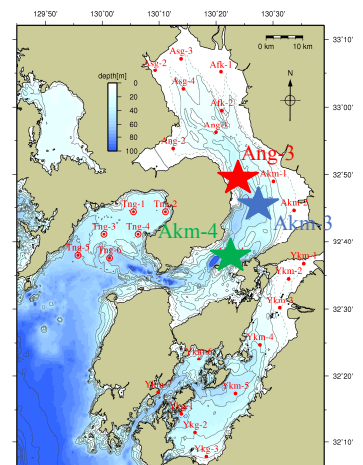 129˚50' 130˚00' 130˚10' 130˚20' 130˚30'
33˚10'
33˚00'
32˚50'
32˚40'
32˚30'
32˚20'
32˚10'
0 km 10 km
N
depth[m]
0
20
40
60
80
100
Asg-3
Asg-2
Afk-1
Asg-4
Afk-2
Ang-1
Ang-2
Ang-3
Akm-1
Akm-3
Akm-4
Tng-1
Tng-2
Tng-3
Tng-4
Tng-5
Tng-6
Ykm-1
Ykm-2
Ykm-3
Ykm-4
Ykm-5
Ykg-2
Ykg-3